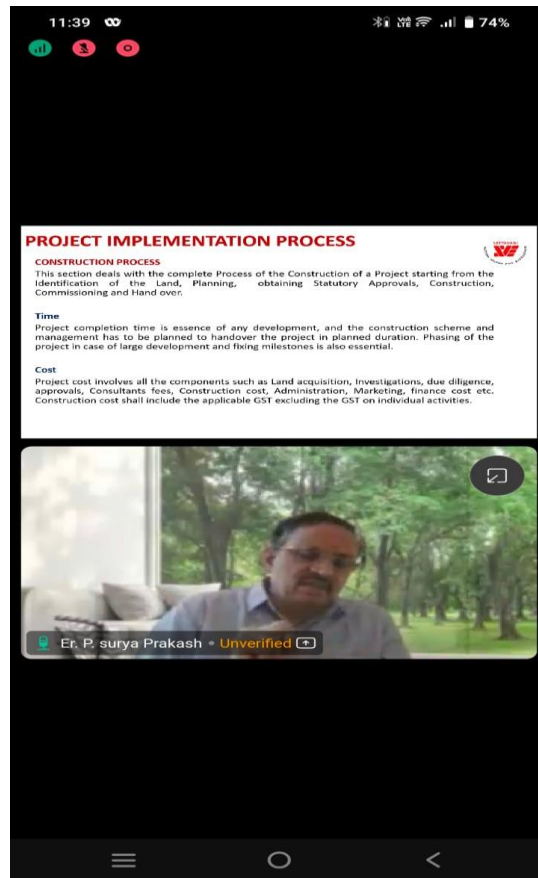 11:39
74%
PROJECT IMPLEMENTATION PROCESS
CONSTRUCTION PROCESS
This section deals with the complete Process of the Construction of a Project starting from the
Identification of the Land, Planning, obtaining Statutory Approvals, Construction,
Commissioning and Hand over.
Time
Project completion time is essence of any development, and the construction scheme and
management has to be planned to handover the project in planned duration. Phasing of the
project in case of large development and fixing milestones is also essential.
Cost
Project cost involves all the components such as Land acquisition, Investigations, due diligence,
approvals, Consultants fees, Construction cost, Administration, Marketing, finance cost etc.
Construction cost shall include the applicable GST excluding the GST on individual activities.
Er. P. surya Prakash • Unverified